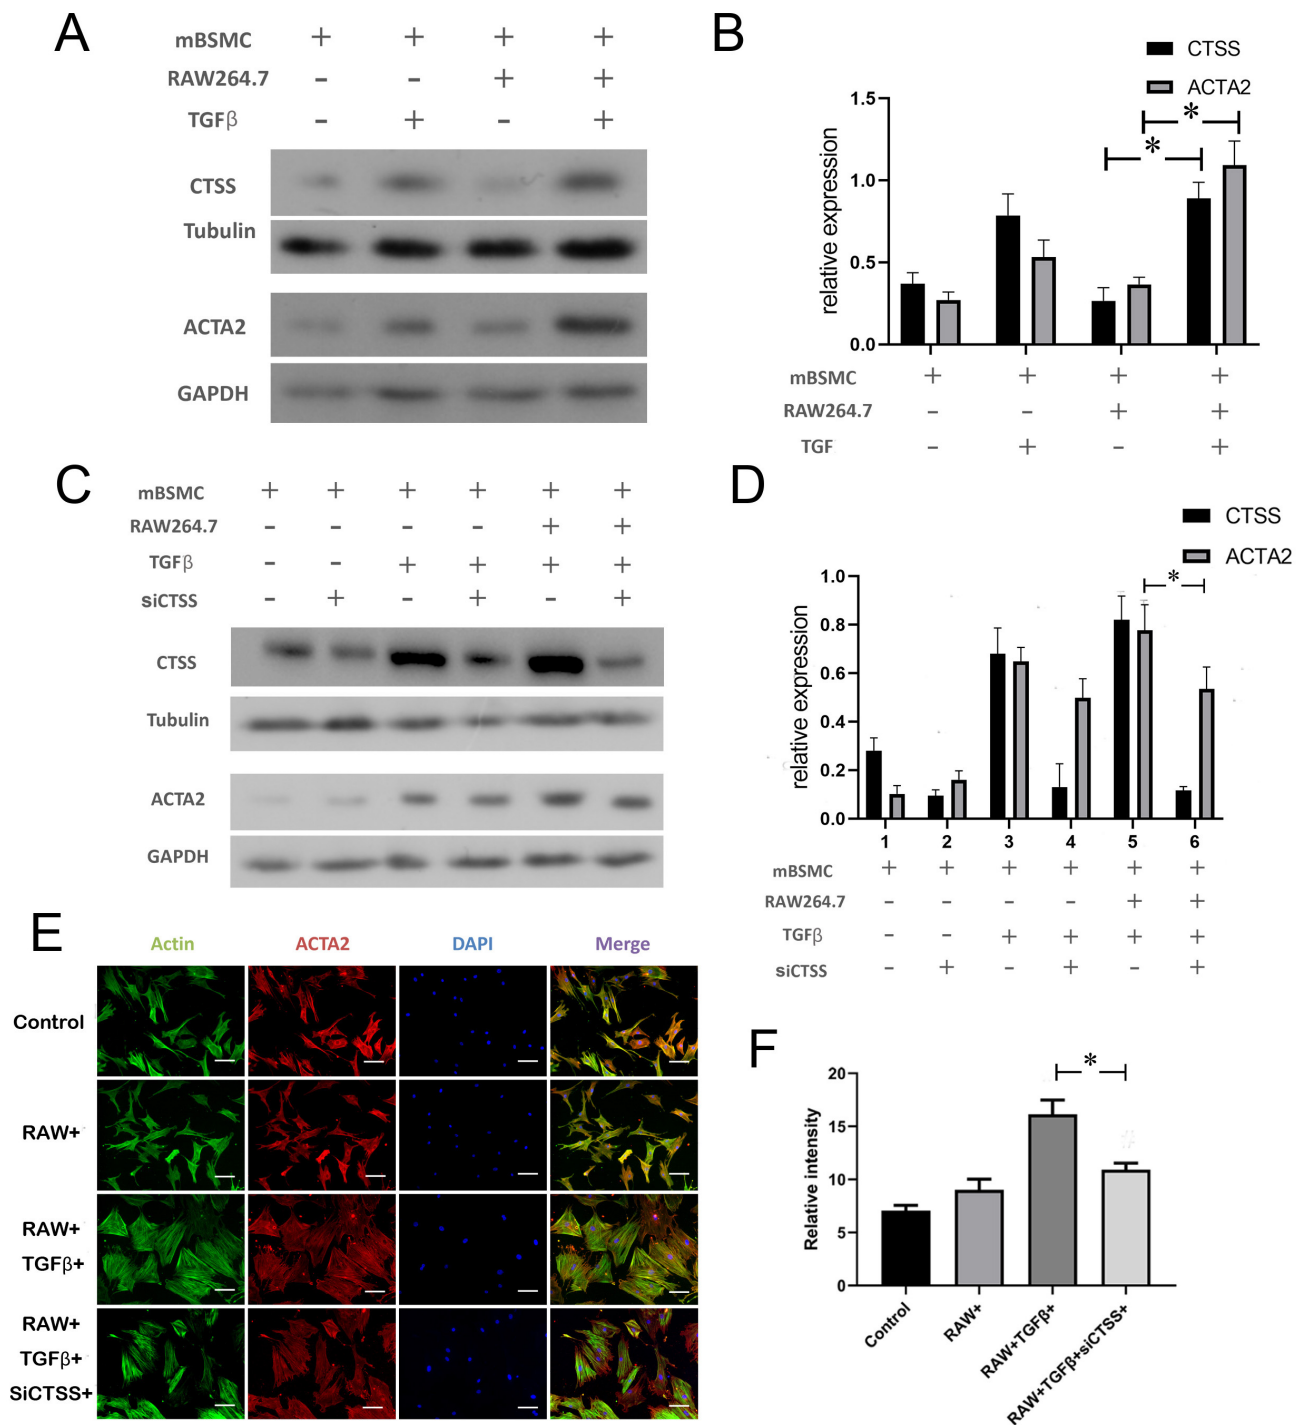 A
mBSMC + + + +
RAW264.7 - - + +
TGFβ - + - +
CTSS
Tubulin
ACTA2
GAPDH
B
CTSS
ACTA2
relative expression
1.5
1.0
0.5
0.0
*
*
mBSMC + + + +
RAW264.7 - - + +
TGF - + - +
C
mBSMC + + + + + +
RAW264.7 - - - - + +
TGFβ - - + + + +
siCTSS - + - + - +
CTSS
Tubulin
ACTA2
GAPDH
D
CTSS
ACTA2
relative expression
1.0
0.8
0.6
0.4
0.2
0.0
*
1 2 3 4 5 6
mBSMC + + + + + +
RAW264.7 - - - - + +
TGFβ - - + + + +
siCTSS - + - + - +
E
Actin ACTA2 DAPI Merge
Control
RAW+
RAW+
TGFβ+
RAW+
TGFβ+
SiCTSS+
F
Relative intensity
20
15
10
5
0
*
Control
RAW+
RAW+TGFβ+
RAW+TGFβ+siCTSS+